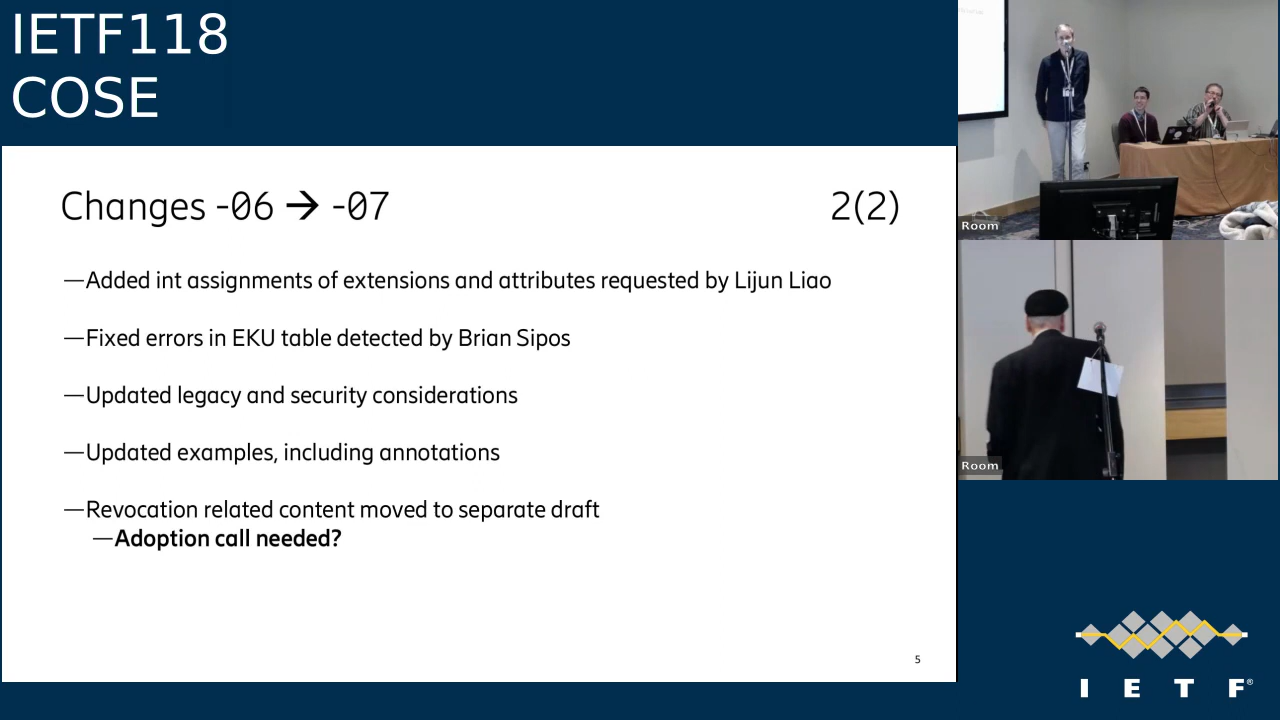 IETF118
COSE
Changes -06 → -07
2(2)
—Added int assignments of extensions and attributes requested by Lijun Liao
—Fixed errors in EKU table detected by Brian Sipos
—Updated legacy and security considerations
—Updated examples, including annotations
—Revocation related content moved to separate draft
—Adoption call needed?
5
Room
Room
I E T F®